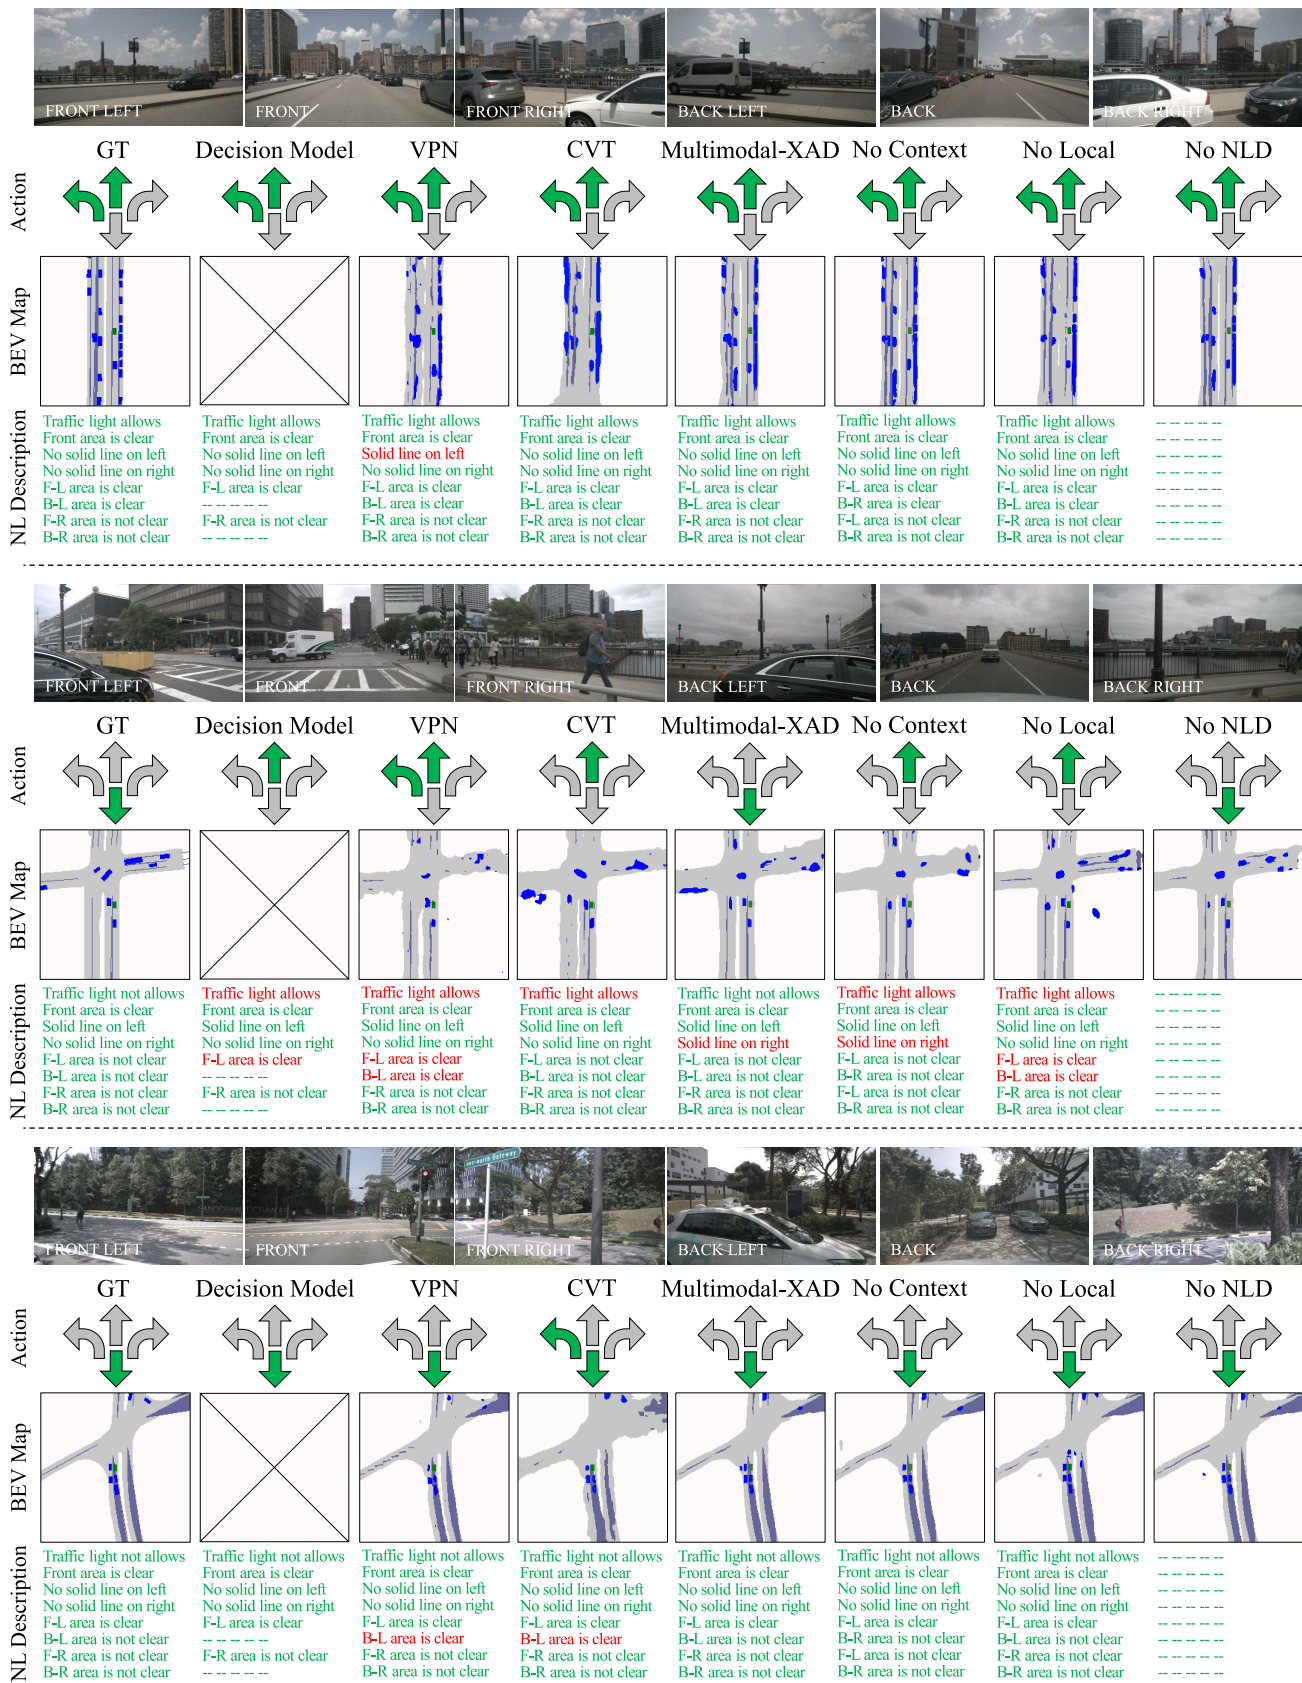 FRONT LEFT FRONT FRONT RIGHT BACK LEFT BACK BACK RIGHT
GT Decision Model VPN CVT Multimodal-XAD No Context No Local No NLD
Action
BEV Map
NL Description
Traffic light allows Traffic light allows Traffic light allows Traffic light allows Traffic light allows Traffic light allows Traffic light allows -- -- -- -- --
Front area is clear Front area is clear Front area is clear Front area is clear Front area is clear Front area is clear Front area is clear -- -- -- -- --
No solid line on left No solid line on left Solid line on left No solid line on left No solid line on left No solid line on left No solid line on left -- -- -- -- --
No solid line on right No solid line on right No solid line on right No solid line on right No solid line on right No solid line on right No solid line on right -- -- -- -- --
F-L area is clear F-L area is clear F-L area is clear F-L area is clear F-L area is clear F-L area is clear F-L area is clear -- -- -- -- --
B-L area is clear -- -- -- -- -- B-L area is clear B-L area is clear B-L area is clear B-R area is clear B-L area is clear -- -- -- -- --
F-R area is not clear F-R area is not clear F-R area is not clear F-R area is not clear F-R area is not clear F-L area is not clear F-R area is not clear -- -- -- -- --
B-R area is not clear -- -- -- -- -- B-R area is not clear B-R area is not clear B-R area is not clear B-R area is not clear B-R area is not clear -- -- -- -- --
FRONT LEFT FRONT FRONT RIGHT BACK LEFT BACK BACK RIGHT
GT Decision Model VPN CVT Multimodal-XAD No Context No Local No NLD
Action
BEV Map
NL Description
Traffic light not allows Traffic light allows Traffic light allows Traffic light allows Traffic light not allows Traffic light allows Traffic light allows -- -- -- -- --
Front area is clear Front area is clear Front area is clear Front area is clear Front area is clear Front area is clear Front area is clear -- -- -- -- --
Solid line on left Solid line on left Solid line on left Solid line on left Solid line on left Solid line on left Solid line on left -- -- -- -- --
No solid line on right No solid line on right No solid line on right No solid line on right Solid line on right Solid line on right No solid line on right -- -- -- -- --
F-L area is not clear F-L area is clear F-L area is clear F-L area is not clear F-L area is not clear F-L area is not clear F-L area is clear -- -- -- -- --
B-L area is not clear -- -- -- -- -- B-L area is clear B-L area is not clear B-L area is not clear B-R area is not clear B-L area is clear -- -- -- -- --
F-R area is not clear F-R area is not clear F-R area is not clear F-R area is not clear F-R area is not clear F-L area is not clear F-R area is not clear -- -- -- -- --
B-R area is not clear -- -- -- -- -- B-R area is not clear B-R area is not clear B-R area is not clear B-R area is not clear B-R area is not clear -- -- -- -- --
one-north Gateway
FRONT LEFT FRONT FRONT RIGHT BACK LEFT BACK BACK RIGHT
GT Decision Model VPN CVT Multimodal-XAD No Context No Local No NLD
Action
BEV Map
NL Description
Traffic light not allows Traffic light not allows Traffic light not allows Traffic light not allows Traffic light not allows Traffic light not allows Traffic light not allows -- -- -- -- --
Front area is clear Front area is clear Front area is clear Front area is clear Front area is clear Front area is clear Front area is clear -- -- -- -- --
No solid line on left No solid line on left No solid line on left No solid line on left No solid line on left No solid line on left No solid line on left -- -- -- -- --
No solid line on right No solid line on right No solid line on right No solid line on right No solid line on right No solid line on right No solid line on right -- -- -- -- --
F-L area is clear F-L area is clear F-L area is clear F-L area is clear F-L area is clear F-L area is clear F-L area is clear -- -- -- -- --
B-L area is not clear -- -- -- -- -- B-L area is clear B-L area is clear B-L area is not clear B-R area is not clear B-L area is not clear -- -- -- -- --
F-R area is not clear F-R area is not clear F-R area is not clear F-R area is not clear F-R area is not clear F-L area is not clear F-R area is not clear -- -- -- -- --
B-R area is not clear -- -- -- -- -- B-R area is not clear B-R area is not clear B-R area is not clear B-R area is not clear B-R area is not clear -- -- -- -- --